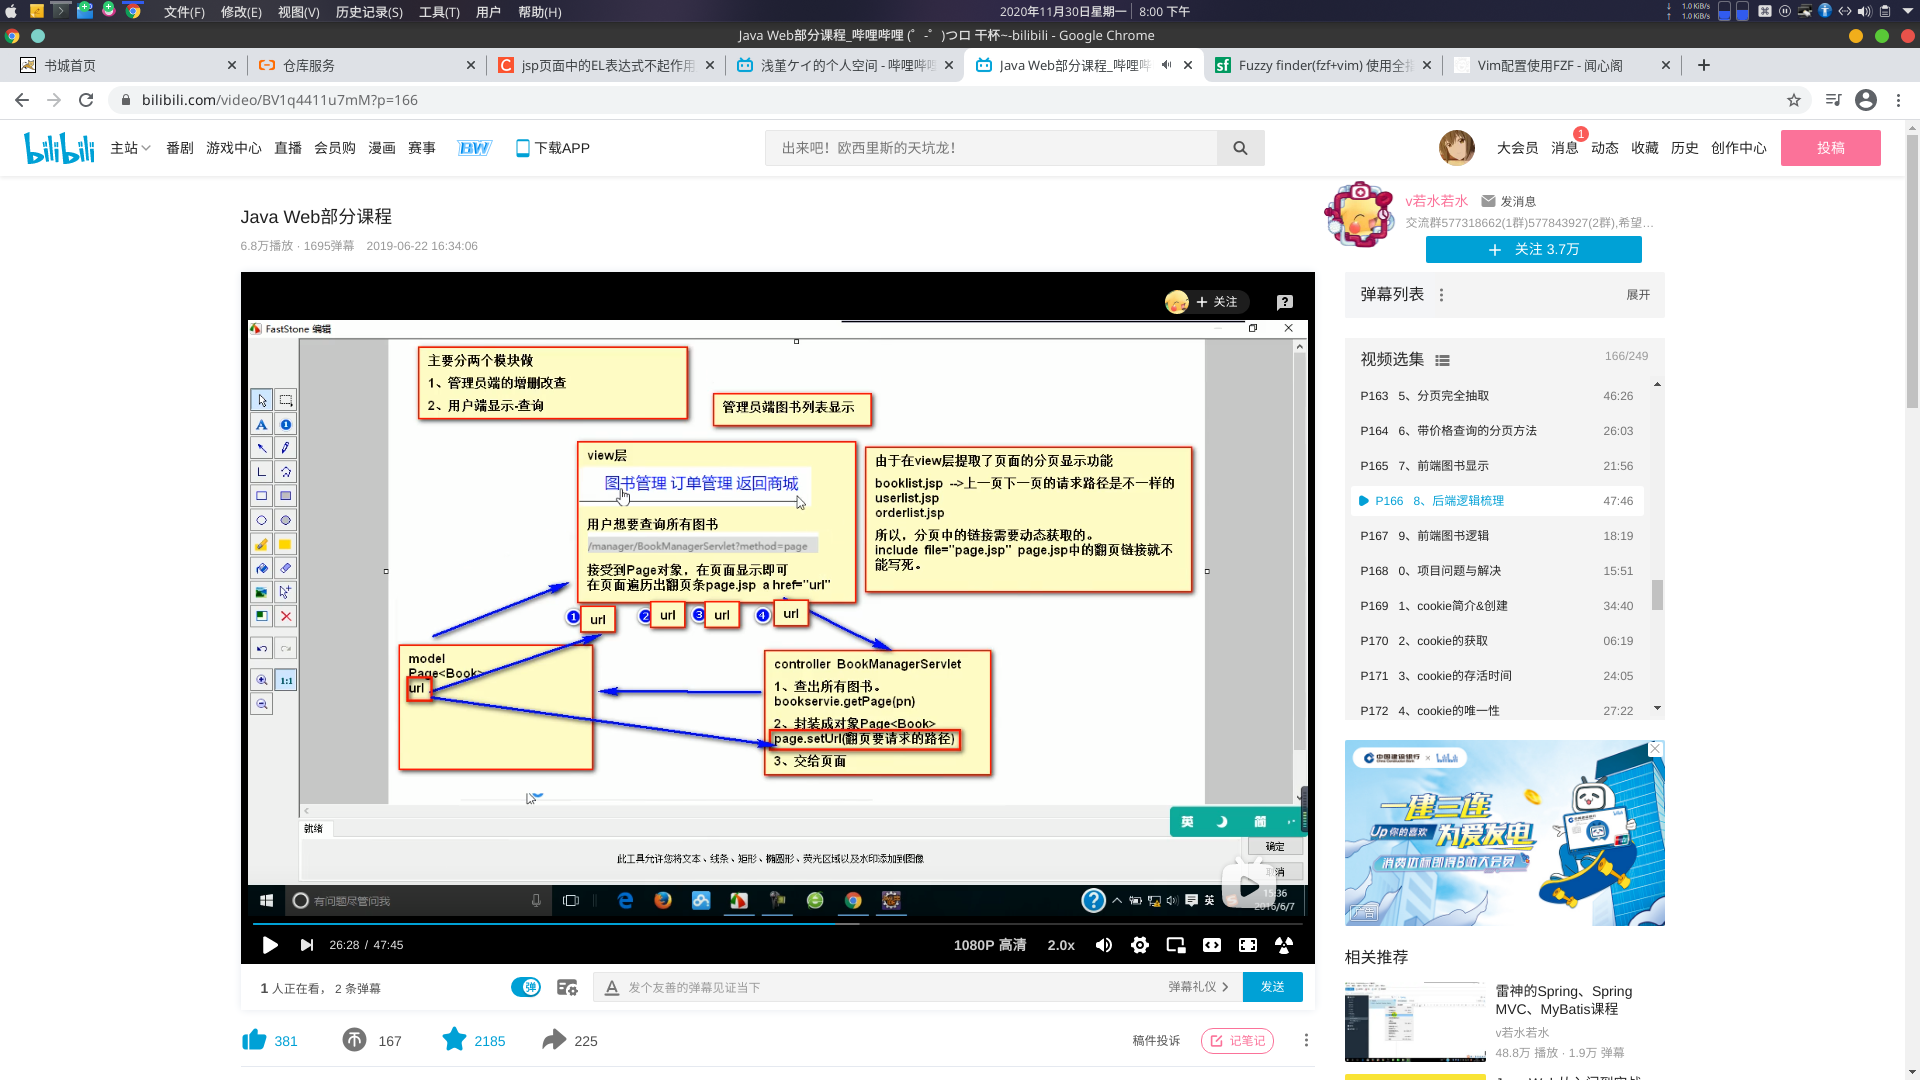 文件(F) 修改(E) 视图(V) 历史记录(S) 工具(T) 用户 帮助(H)
2020年11月30日星期一 8:00 下午
1.0 KiB/s
1.0 KiB/s
Java Web部分课程_哔哩哔哩 (゜-゜)つロ 干杯~-bilibili - Google Chrome
书城首页
仓库服务
jsp页面中的EL表达式不起作用
浅堇ケイ的个人空间 - 哔哩哔哩
Java Web部分课程_哔哩哔
Fuzzy finder(fzf+vim) 使用全指
Vim配置使用FZF - 闻心阁
bilibili.com/video/BV1q4411u7mM?p=166
bilibili
主站 番剧 游戏中心 直播 会员购 漫画 赛事 BW 下载APP
出来吧！欧西里斯的天坑龙！
大会员 消息 1 动态 收藏 历史 创作中心 投稿
Java Web部分课程
6.8万播放 · 1695弹幕 2019-06-22 16:34:06
v若水若水 发消息
交流群577318662(1群)577843927(2群),希望…
+ 关注 3.7万
+ 关注
FastStone 编辑
主要分两个模块做
1、管理员端的增删改查
2、用户端显示-查询
管理员端图书列表显示
view层
图书管理 订单管理 返回商城
用户想要查询所有图书
/manager/BookManagerServlet?method=page
接受到Page对象，在页面显示即可
在页面遍历出翻页条page.jsp a href="url"
由于在view层提取了页面的分页显示功能
booklist.jsp -->上一页下一页的请求路径是不一样的
userlist.jsp
orderlist.jsp
所以，分页中的链接需要动态获取的。
include file="page.jsp" page.jsp中的翻页链接就不
能写死。
1 url 2 url 3 url 4 url
model
Page<Book>
url
controller BookManagerServlet
1、查出所有图书。
bookservie.getPage(pn)
2、封装成对象Page<Book>
page.setUrl(翻页要请求的路径)
3、交给页面
1:1
就绪
英 简
此工具允许您将文本、线条、矩形、椭圆形、荧光区域以及水印添加到图像
确定
取消
有问题尽管问我
英
15:36
2016/6/7
26:28 / 47:45
1080P 高清 2.0x
1 人正在看， 2 条弹幕
弹
发个友善的弹幕见证当下
弹幕礼仪
发送
381 167 2185 225
稿件投诉 记笔记
弹幕列表 展开
视频选集 166/249
P163 5、分页完全抽取 46:26
P164 6、带价格查询的分页方法 26:03
P165 7、前端图书显示 21:56
P166 8、后端逻辑梳理 47:46
P167 9、前端图书逻辑 18:19
P168 0、项目问题与解决 15:51
P169 1、cookie简介&创建 34:40
P170 2、cookie的获取 06:19
P171 3、cookie的存活时间 24:05
P172 4、cookie的唯一性 27:22
中国建设银行 × bilibili
一建三连
Up你的喜欢 为爱发电
消费达标即得B站大会员
广告
相关推荐
雷神的Spring、Spring
MVC、MyBatis课程
v若水若水
48.8万 播放 · 1.9万 弹幕